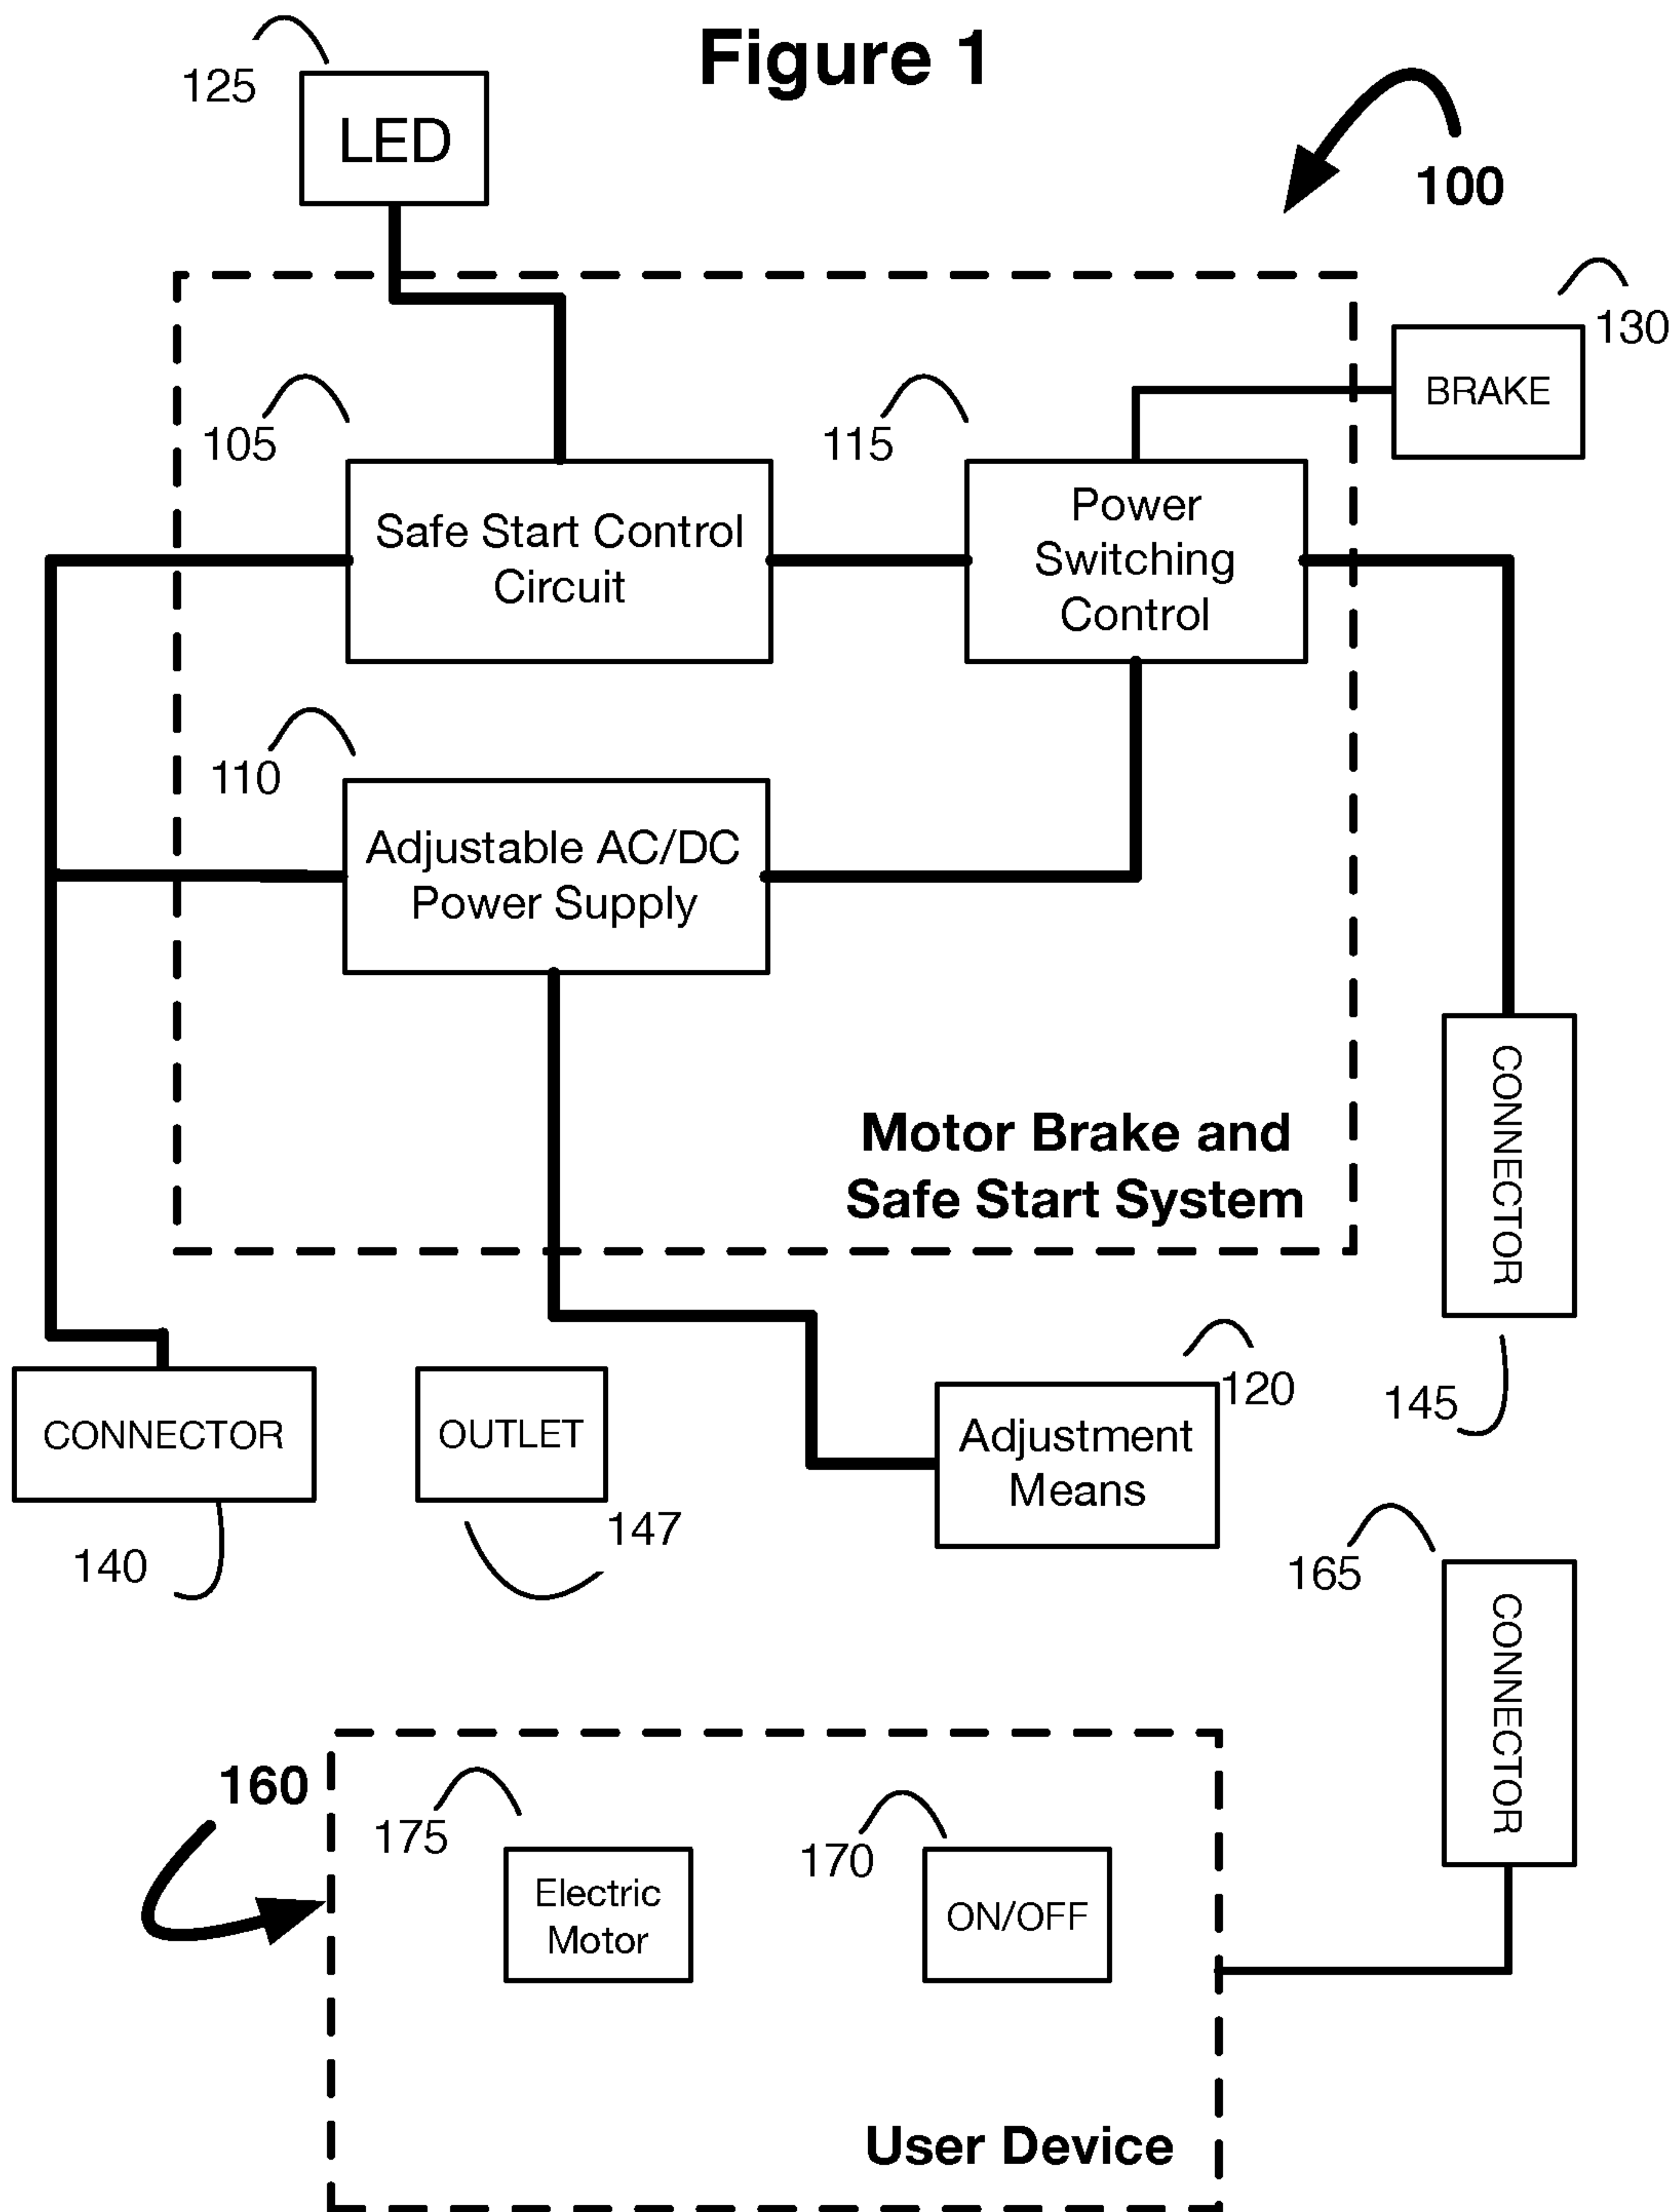 Figure 1
125
LED
100
130
BRAKE
105
115
Safe Start Control
Circuit
Power
Switching
Control
110
Adjustable AC/DC
Power Supply
CONNECTOR
Motor Brake and
Safe Start System
145
120
Adjustment
Means
CONNECTOR
140
OUTLET
147
165
CONNECTOR
160
175
Electric
Motor
170
ON/OFF
User Device